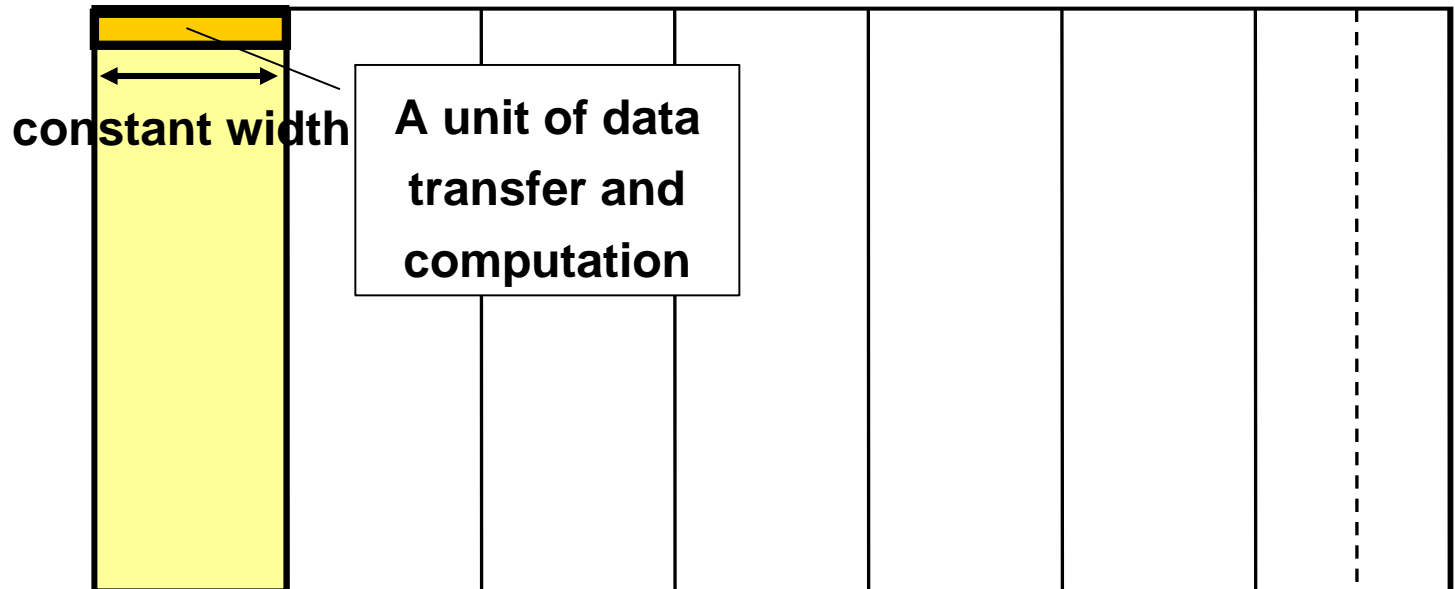 constant width
A unit of data
transfer and
computation